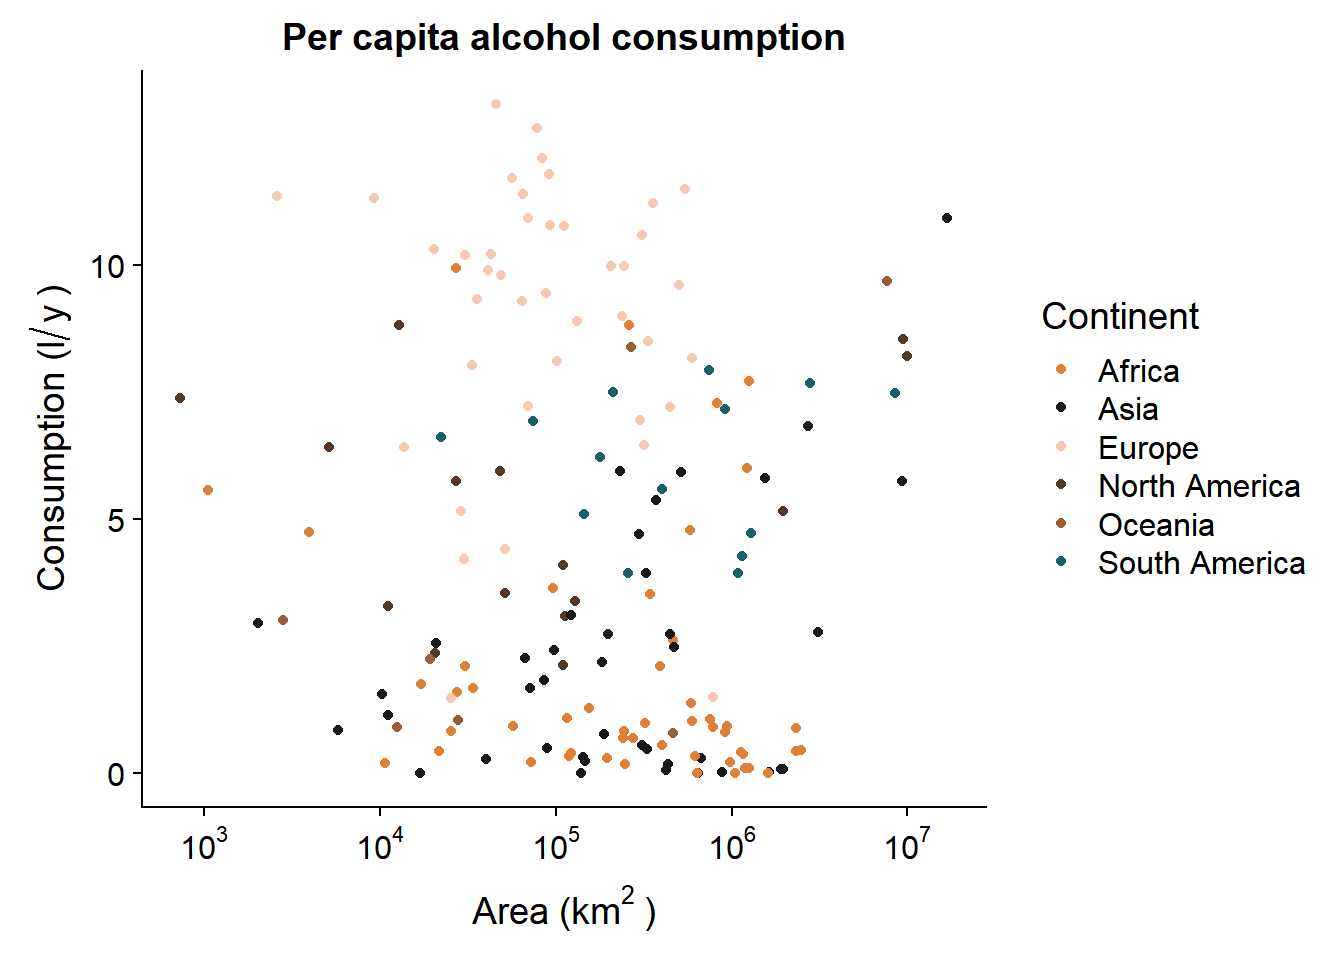 Per capita alcohol consumption
Consumption (l/y )
10
5
0
10³
10⁴
10⁵
10⁶
10⁷
Area (km² )
Continent
Africa
Asia
Europe
North America
Oceania
South America